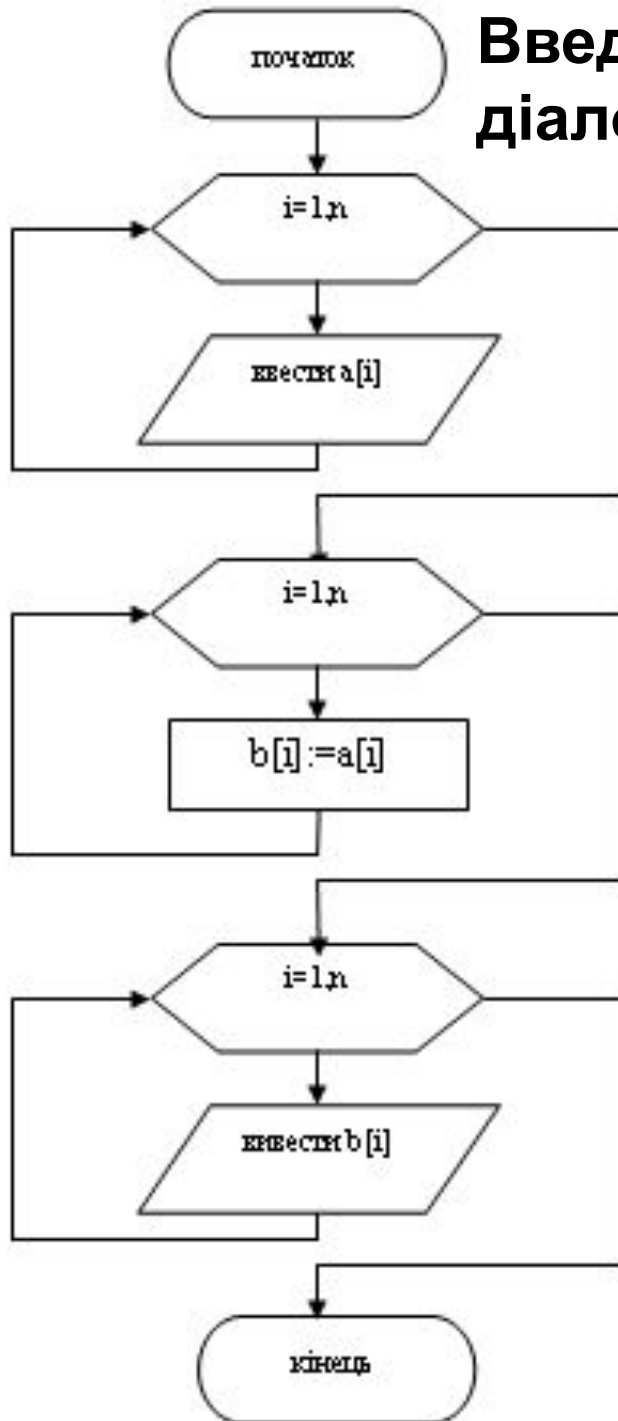 Введ
діало
початок
i=1,n
ввести a[i]
i=1,n
b[i]:=a[i]
i=1,n
вивести b[i]
кінець